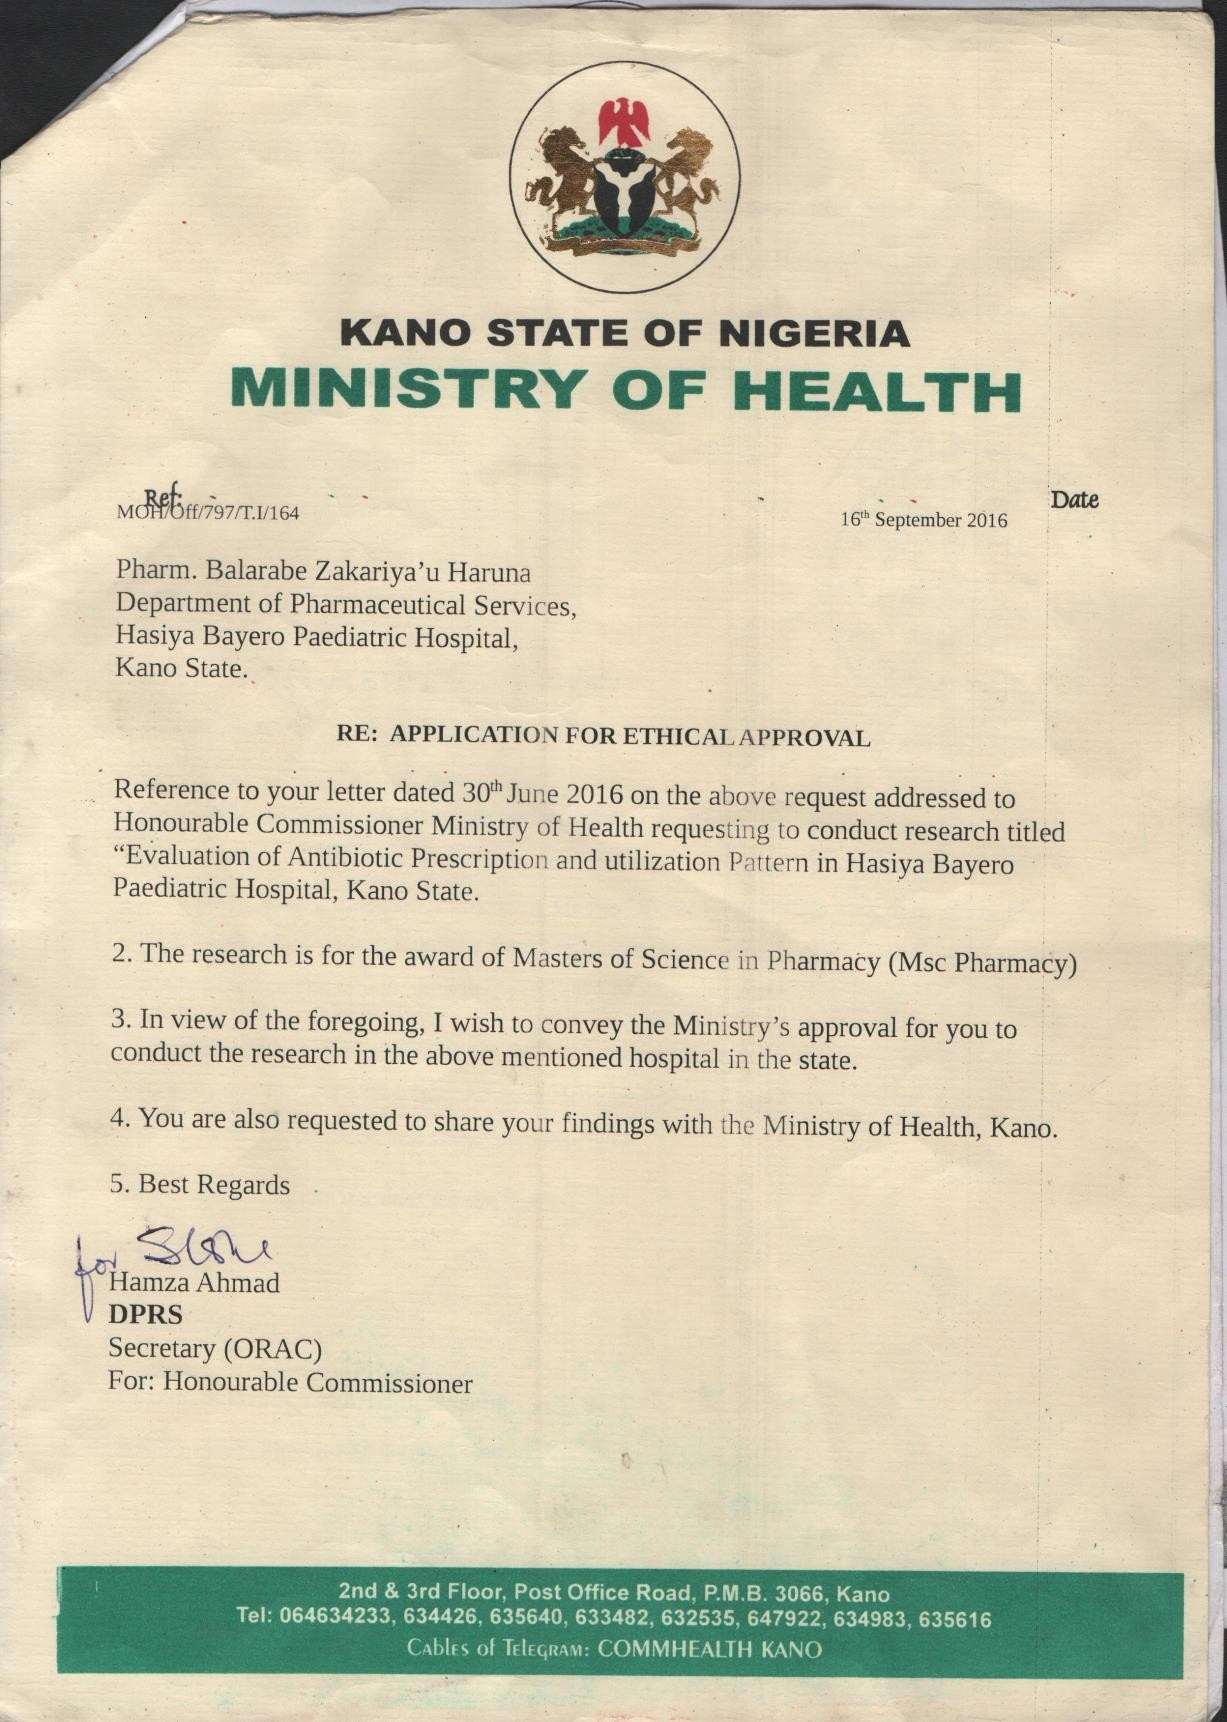 KANO STATE OF NIGERIA
MINISTRY OF HEALTH
Ref:
MOH/Off/797/T.I/164
Date
16th September 2016
Pharm. Balarabe Zakariya’u Haruna
Department of Pharmaceutical Services,
Hasiya Bayero Paediatric Hospital,
Kano State.
RE: APPLICATION FOR ETHICAL APPROVAL
Reference to your letter dated 30th June 2016 on the above request addressed to
Honourable Commissioner Ministry of Health requesting to conduct research titled
“Evaluation of Antibiotic Prescription and utilization Pattern in Hasiya Bayero
Paediatric Hospital, Kano State.
2. The research is for the award of Masters of Science in Pharmacy (Msc Pharmacy)
3. In view of the foregoing, I wish to convey the Ministry’s approval for you to
conduct the research in the above mentioned hospital in the state.
4. You are also requested to share your findings with the Ministry of Health, Kano.
5. Best Regards
for
Hamza Ahmad
DPRS
Secretary (ORAC)
For: Honourable Commissioner
2nd & 3rd Floor, Post Office Road, P.M.B. 3066, Kano
Tel: 064634233, 634426, 635640, 633482, 632535, 647922, 634983, 635616
Cables of Telegram: COMMHEALTH KANO